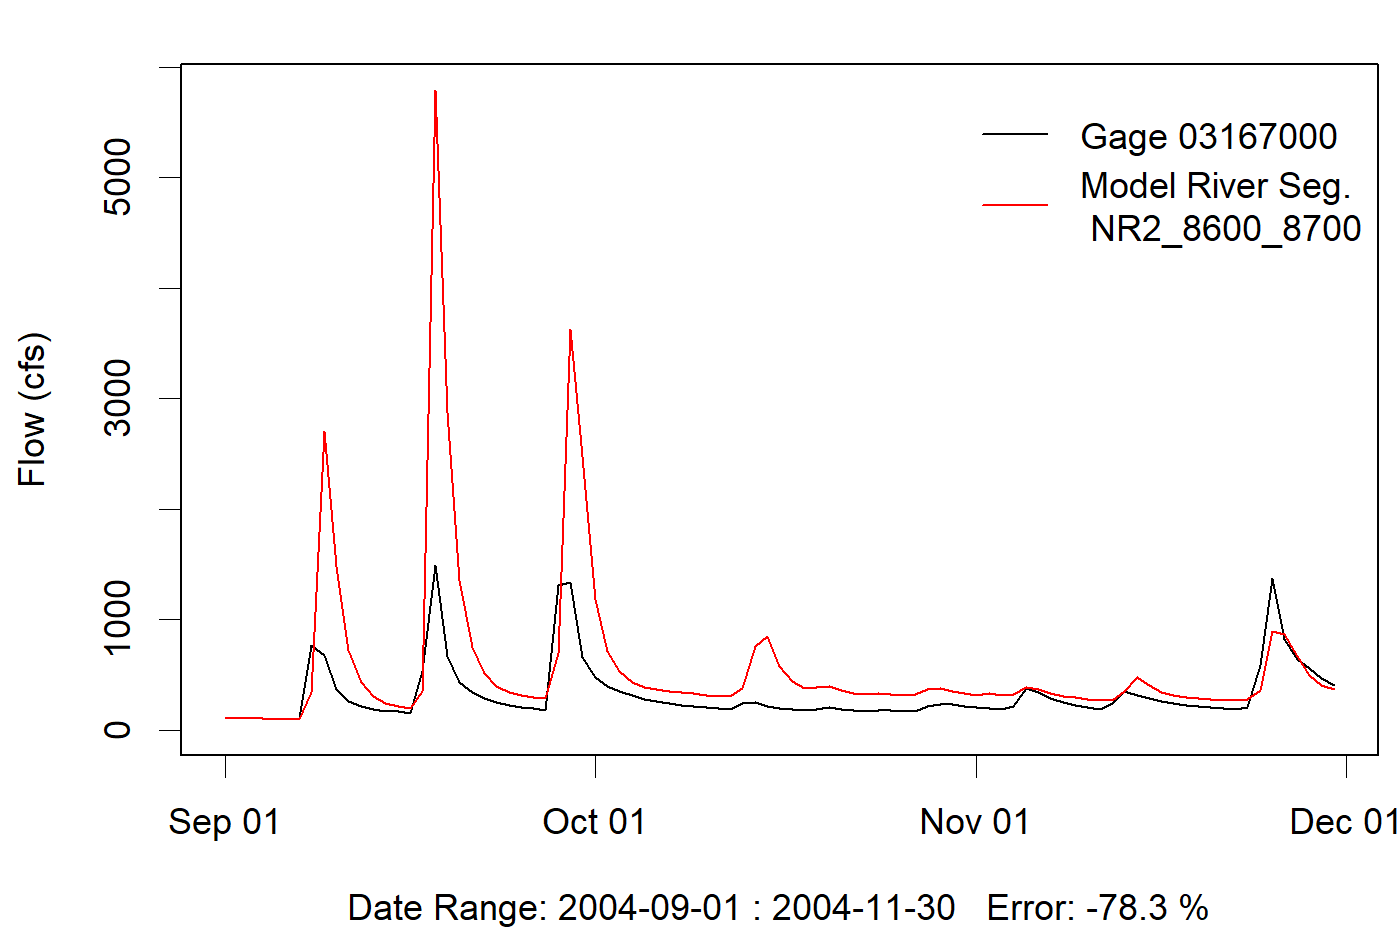 Gage 03167000
Model River Seg.
NR2_8600_8700
Flow (cfs)
5000
3000
1000
0
Sep 01 Oct 01 Nov 01 Dec 01
Date Range: 2004-09-01 : 2004-11-30 Error: -78.3 %